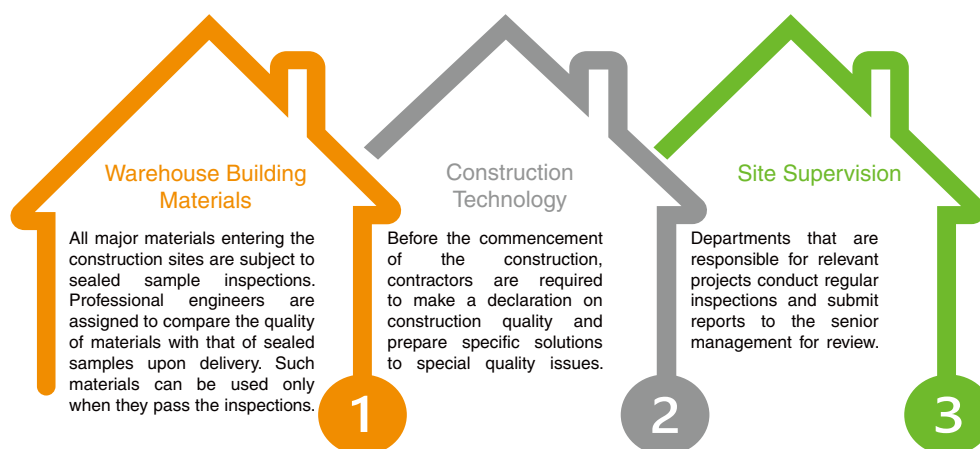 Warehouse Building
Materials
All major materials entering the
construction sites are subject to
sealed sample inspections.
Professional engineers are
assigned to compare the quality
of materials with that of sealed
samples upon delivery. Such
materials can be used only
when they pass the inspections.
1
Construction
Technology
Before the commencement
of the construction,
contractors are required
to make a declaration on
construction quality and
prepare specific solutions
to special quality issues.
2
Site Supervision
Departments that are
responsible for relevant
projects conduct regular
inspections and submit
reports to the senior
management for review.
3